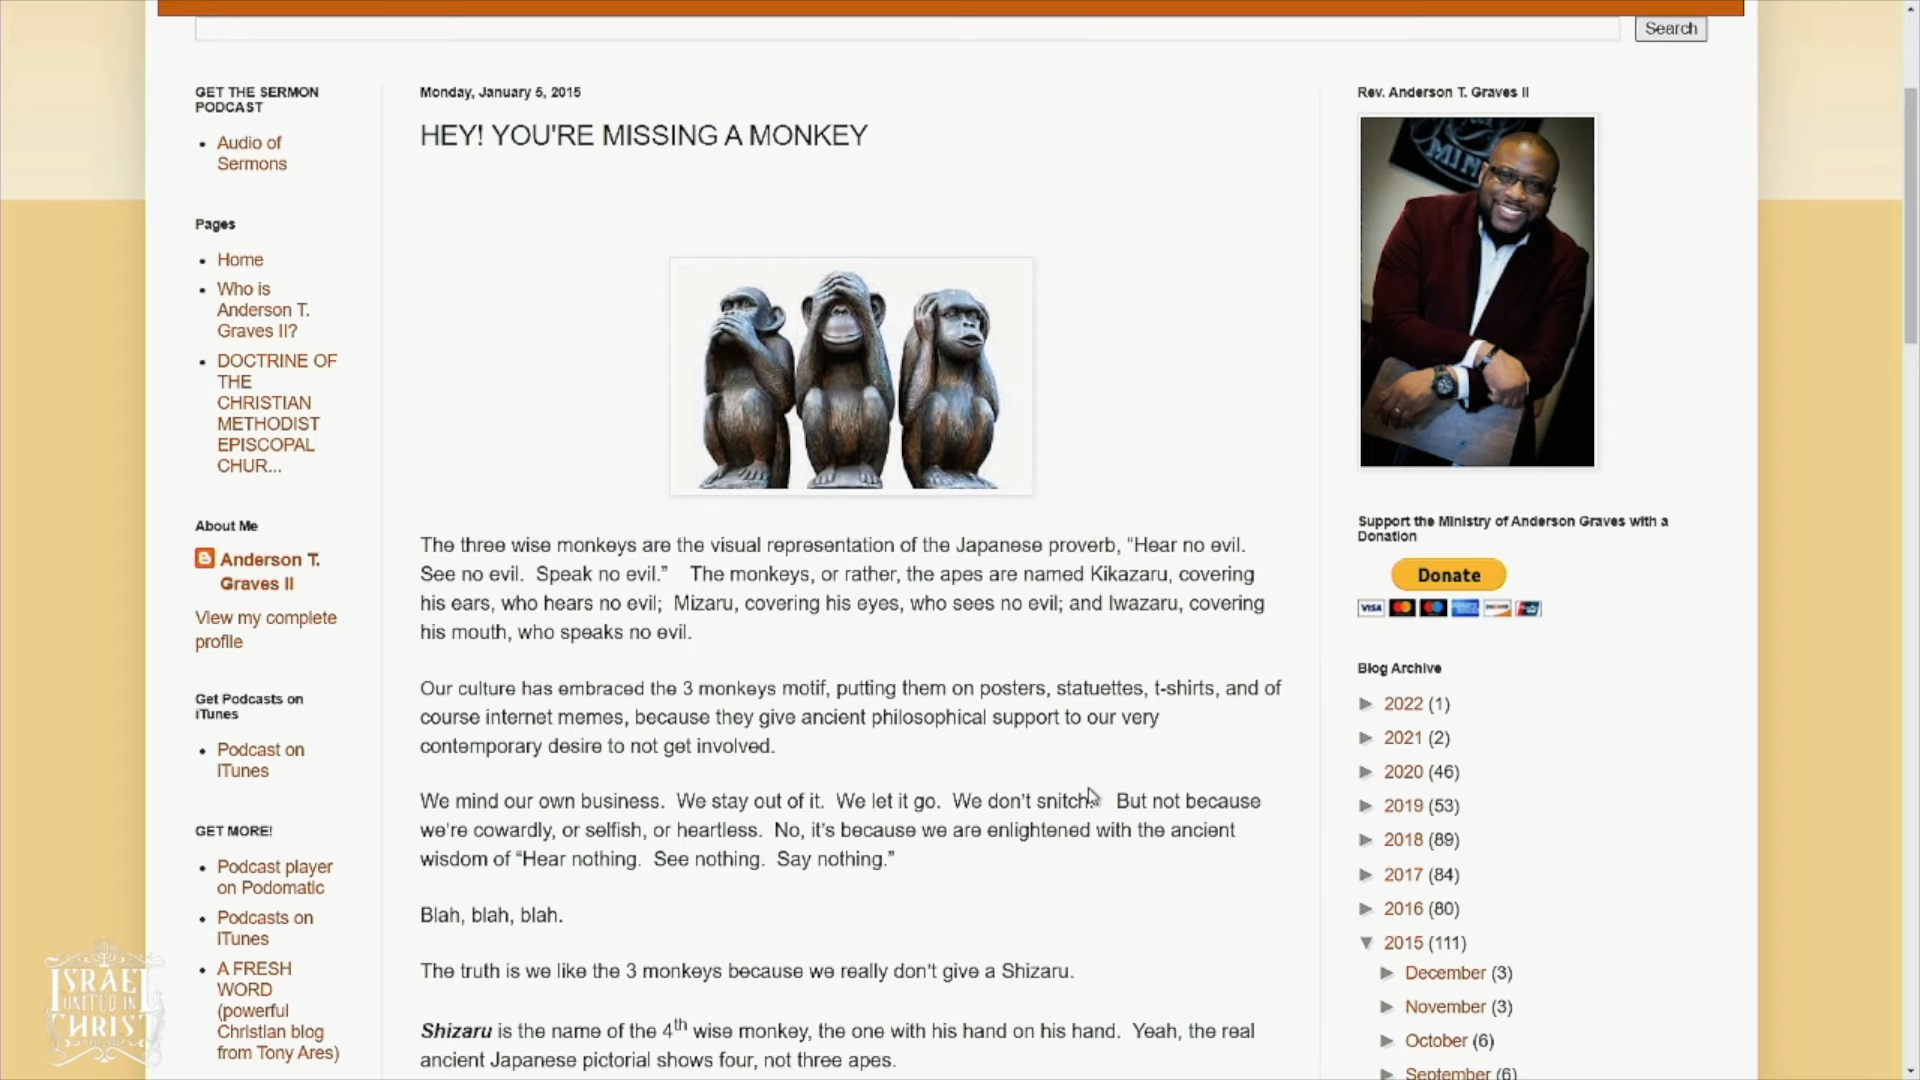 Search
GET THE SERMON
PODCAST
Audio of
Sermons
Pages
Home
Who is
Anderson T.
Graves II?
DOCTRINE OF
THE
CHRISTIAN
METHODIST
EPISCOPAL
CHUR...
About Me
Anderson T.
Graves II
View my complete
profile
Get Podcasts on
iTunes
Podcast on
ITunes
GET MORE!
Podcast player
on Podomatic
Podcasts on
ITunes
A FRESH
WORD
(powerful
Christian blog
from Tony Ares)
Monday, January 5, 2015
HEY! YOU'RE MISSING A MONKEY
The three wise monkeys are the visual representation of the Japanese proverb, “Hear no evil.
See no evil. Speak no evil.” The monkeys, or rather, the apes are named Kikazaru, covering
his ears, who hears no evil; Mizaru, covering his eyes, who sees no evil; and Iwazaru, covering
his mouth, who speaks no evil.
Our culture has embraced the 3 monkeys motif, putting them on posters, statuettes, t-shirts, and of
course internet memes, because they give ancient philosophical support to our very
contemporary desire to not get involved.
We mind our own business. We stay out of it. We let it go. We don’t snitch. But not because
we’re cowardly, or selfish, or heartless. No, it’s because we are enlightened with the ancient
wisdom of “Hear nothing. See nothing. Say nothing.”
Blah, blah, blah.
The truth is we like the 3 monkeys because we really don’t give a Shizaru.
Shizaru is the name of the 4th wise monkey, the one with his hand on his hand. Yeah, the real
ancient Japanese pictorial shows four, not three apes.
Rev. Anderson T. Graves II
MIN
Support the Ministry of Anderson Graves with a
Donation
Donate
VISA
Blog Archive
2022 (1)
2021 (2)
2020 (46)
2019 (53)
2018 (89)
2017 (84)
2016 (80)
2015 (111)
December (3)
November (3)
October (6)
September (6)
ISRAEL
UNITED IN
CHRIST